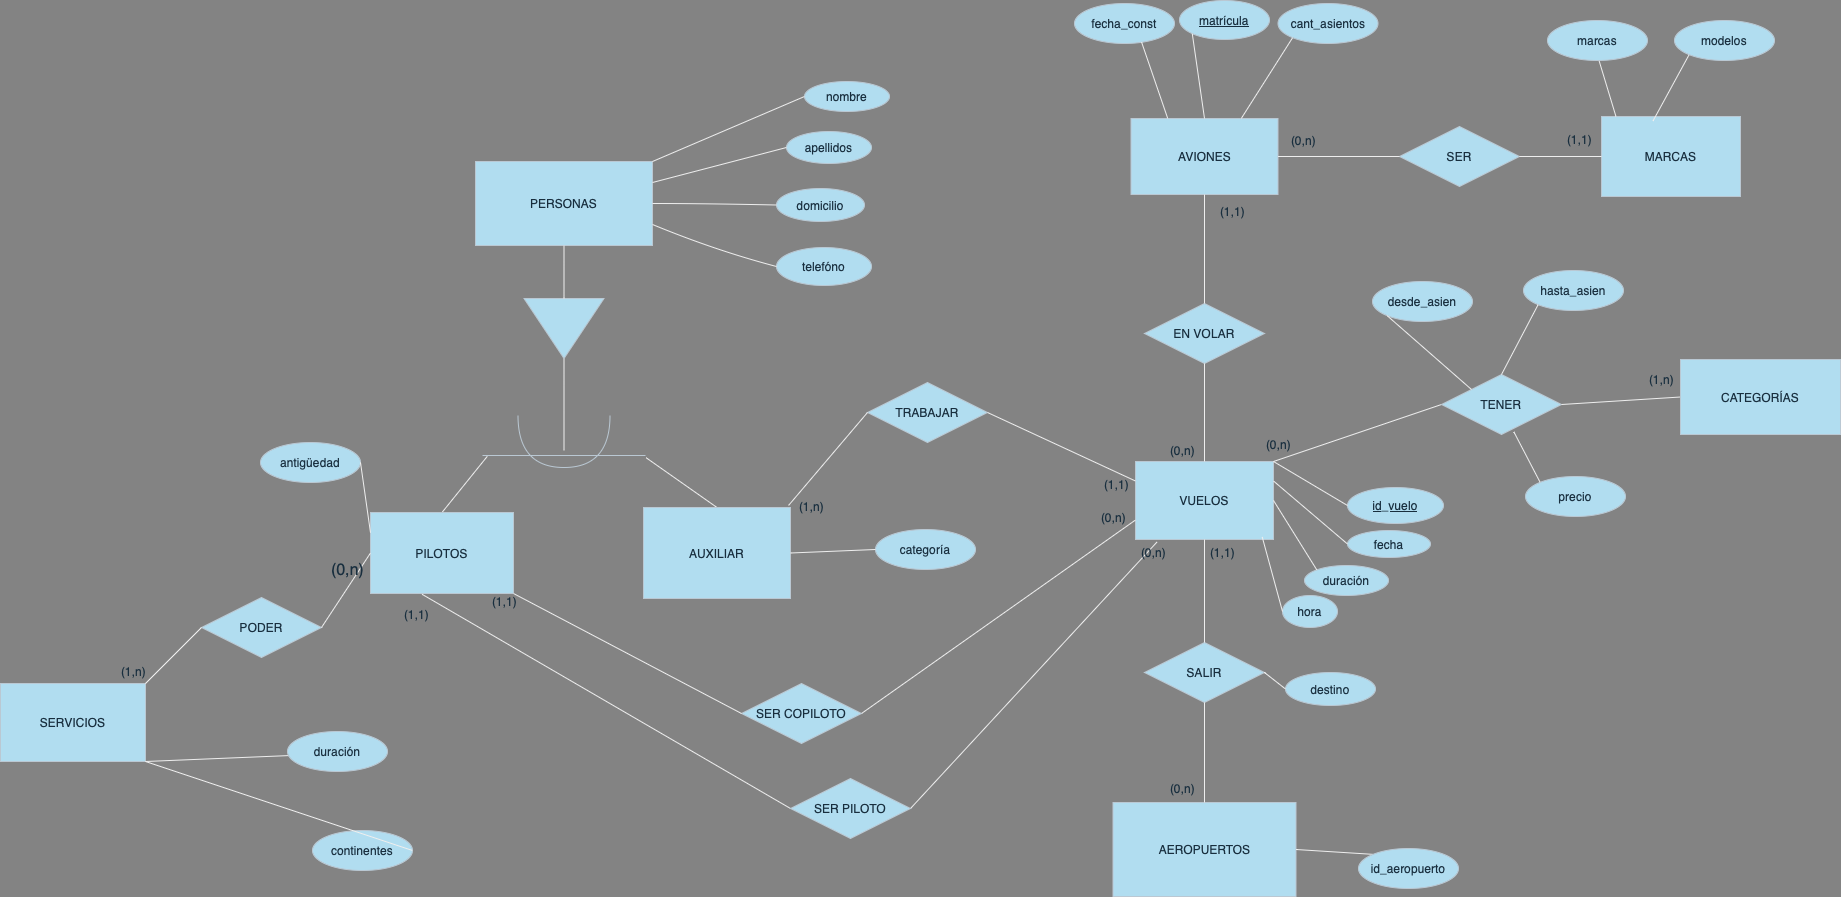 fecha_const
matrícula
cant_asientos
marcas
modelos
nombre
apellidos
domicilio
telefóno
PERSONAS
AVIONES
(0,n)
SER
(1,1)
MARCAS
(1,1)
EN VOLAR
desde_asien
hasta_asien
TENER
(1,n)
CATEGORÍAS
(0,n)
precio
TRABAJAR
(0,n)
(1,1)
(0,n)
VUELOS
id_vuelo
fecha
duración
hora
antigüedad
PILOTOS
(0,n)
(1,1)
(1,1)
AUXILIAR
(1,n)
categoría
(0,n)
(1,1)
PODER
(1,n)
SERVICIOS
duración
continentes
SER COPILOTO
SER PILOTO
SALIR
destino
(0,n)
AEROPUERTOS
id_aeropuerto